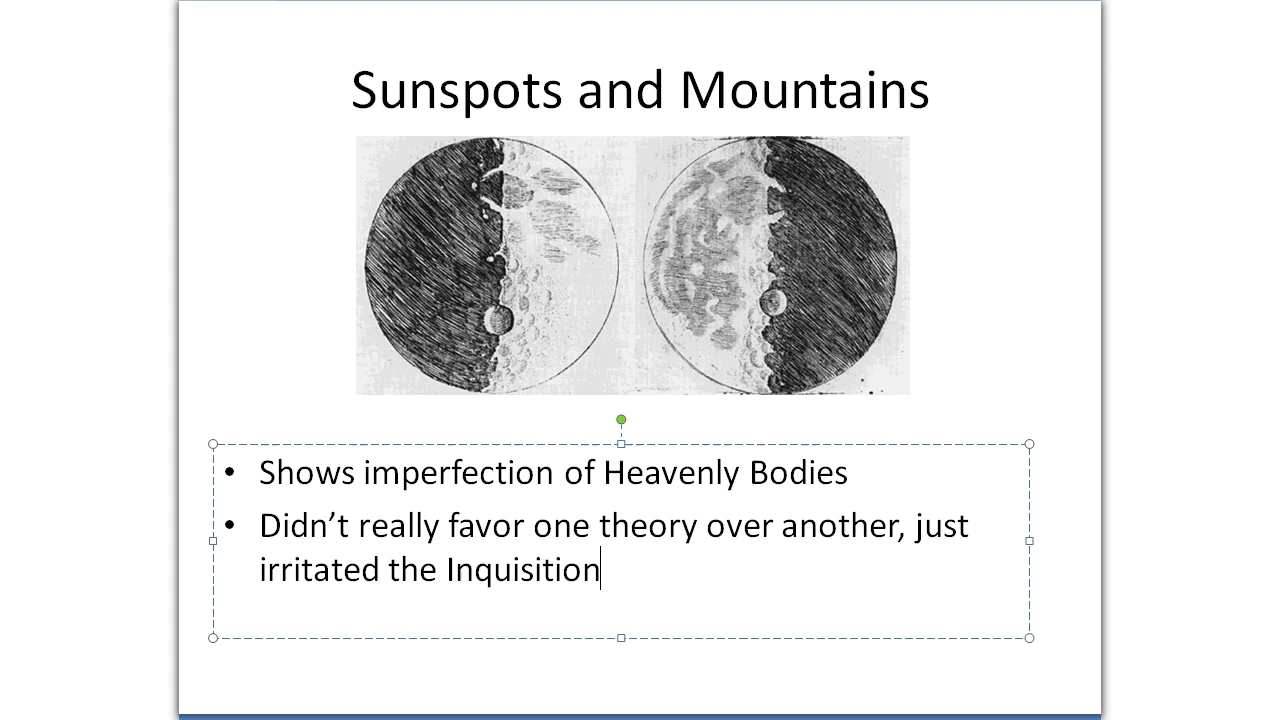 Sunspots and Mountains
• Shows imperfection of Heavenly Bodies
• Didn’t really favor one theory over another, just
irritated the Inquisition